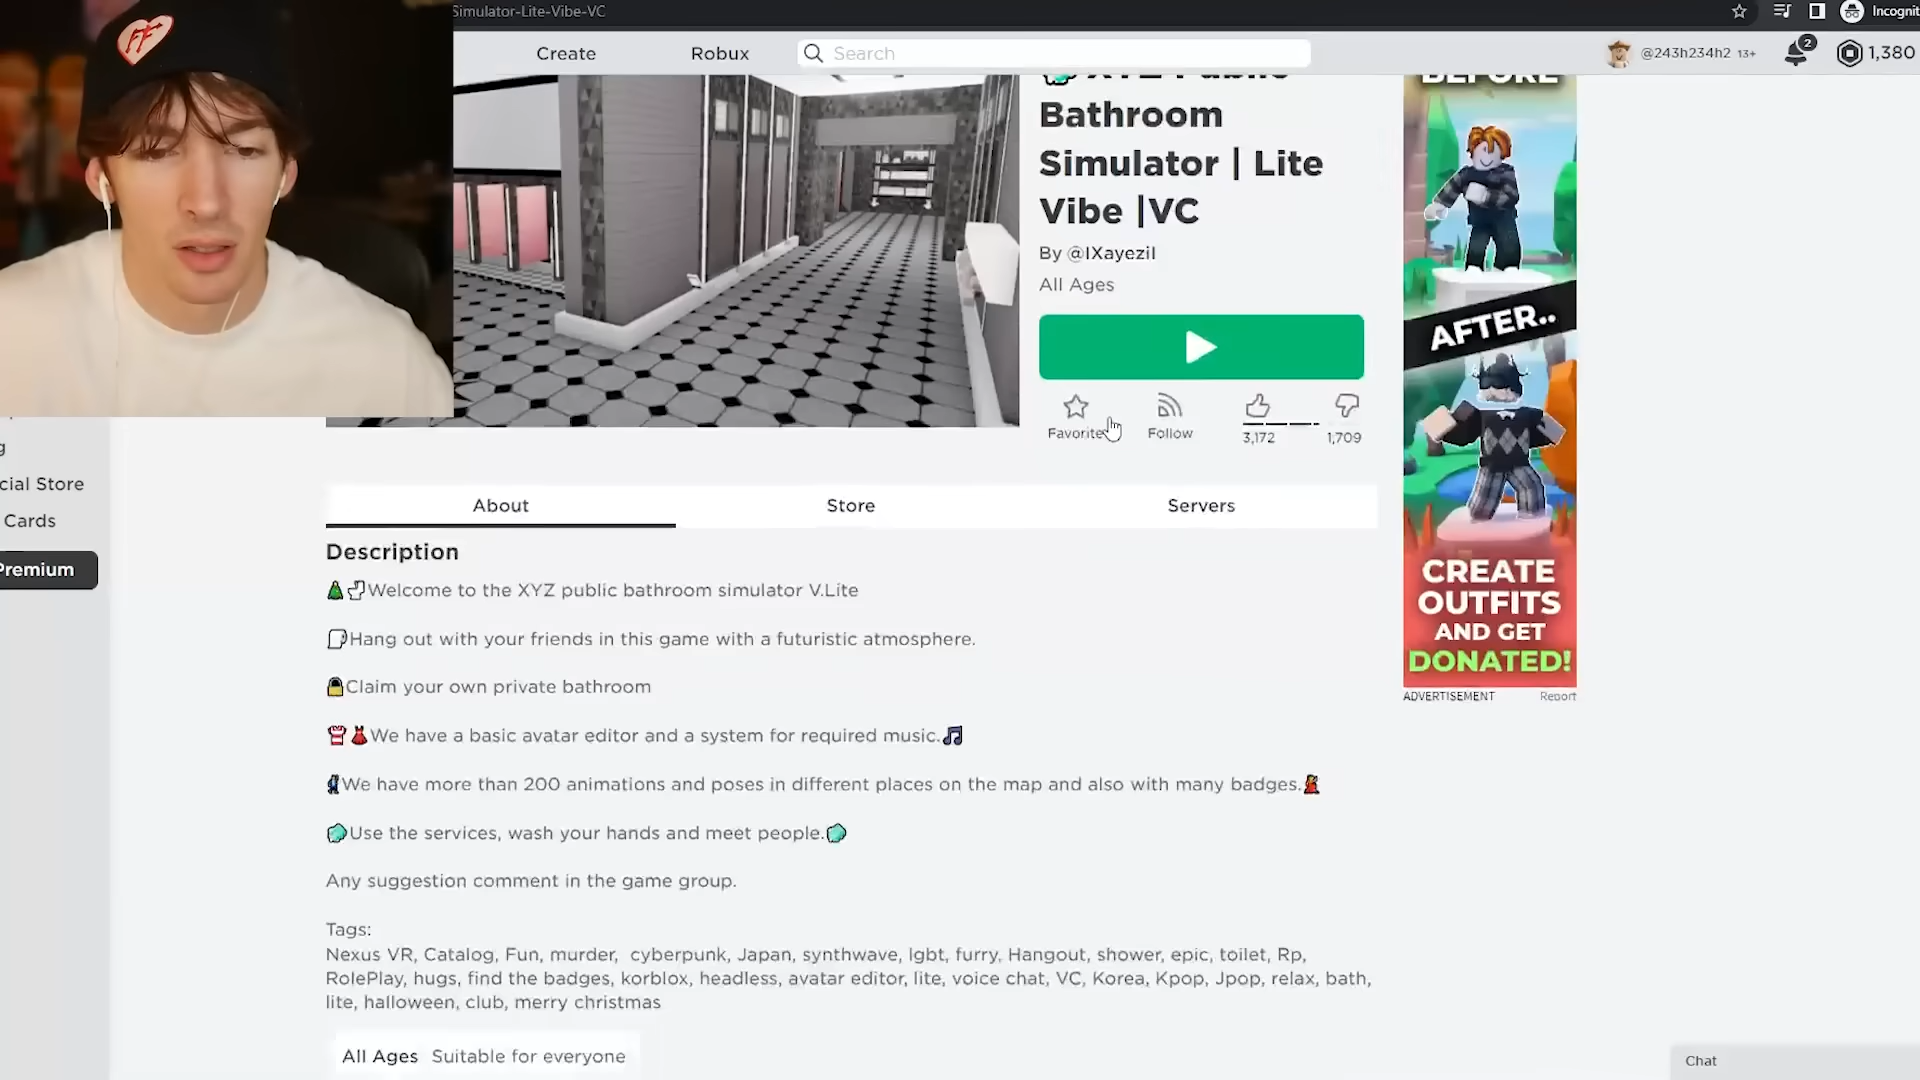 Simulator-Lite-Vibe-VC
Incognit
FF
Create
Robux
Search
@243h234h2 13+
2
1,380
XYZ Public
Bathroom
Simulator | Lite
Vibe |VC
By @IXayeziI
All Ages
Favorite
Follow
3,172
1,709
BEFORE
AFTER..
CREATE
OUTFITS
AND GET
DONATED!
ADVERTISEMENT
Report
g
cial Store
Cards
Premium
About
Store
Servers
Description
🎄🚽Welcome to the XYZ public bathroom simulator V.Lite
🧻Hang out with your friends in this game with a futuristic atmosphere.
🔒Claim your own private bathroom
👕👗We have a basic avatar editor and a system for required music.🎵
🕺We have more than 200 animations and poses in different places on the map and also with many badges.💃
🧼Use the services, wash your hands and meet people.🧼
Any suggestion comment in the game group.
Tags:
Nexus VR, Catalog, Fun, murder, cyberpunk, Japan, synthwave, lgbt, furry, Hangout, shower, epic, toilet, Rp,
RolePlay, hugs, find the badges, korblox, headless, avatar editor, lite, voice chat, VC, Korea, Kpop, Jpop, relax, bath,
lite, halloween, club, merry christmas
All Ages Suitable for everyone
Chat